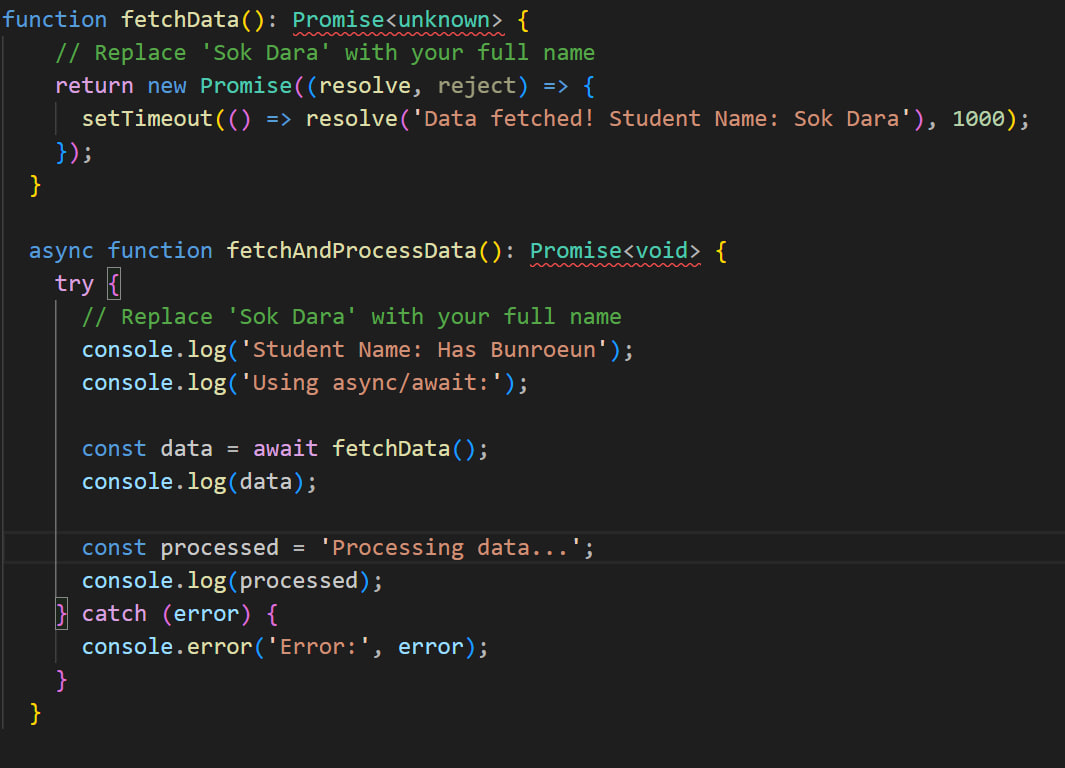 function fetchData(): Promise<unknown> {
// Replace 'Sok Dara' with your full name
return new Promise((resolve, reject) => {
setTimeout(() => resolve('Data fetched! Student Name: Sok Dara'), 1000);
});
}
async function fetchAndProcessData(): Promise<void> {
try {
// Replace 'Sok Dara' with your full name
console.log('Student Name: Has Bunroeun');
console.log('Using async/await:');
const data = await fetchData();
console.log(data);
const processed = 'Processing data...';
console.log(processed);
} catch (error) {
console.error('Error:', error);
}
}